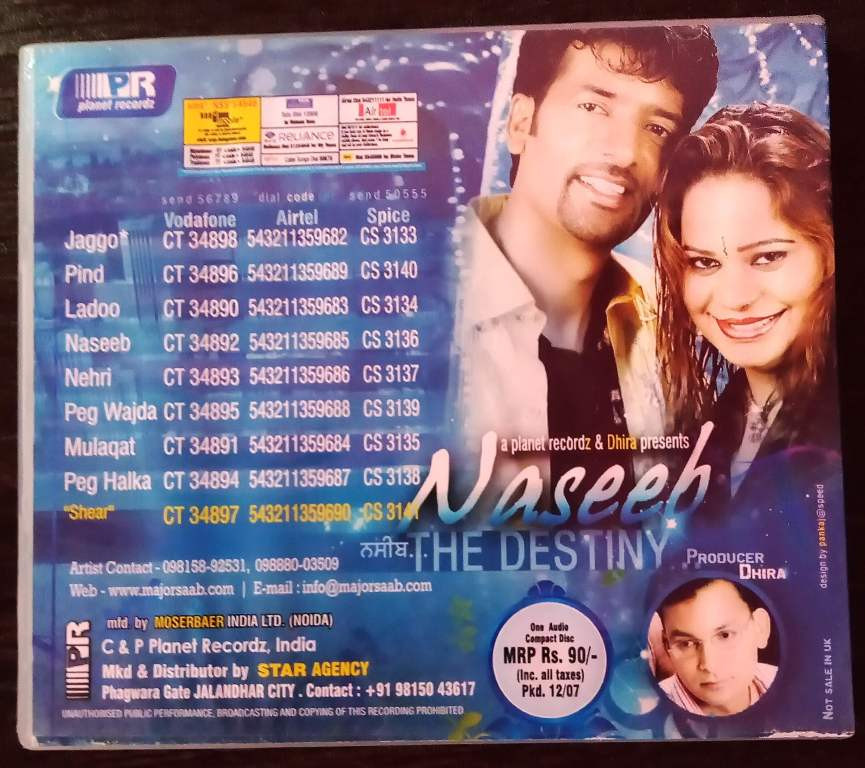 PR
planet recordz
RELIANCE
send 56789 dial code send 50555
Vodafone Airtel Spice
Jaggo* CT 34898 543211359682 CS 3133
Pind CT 34896 543211359689 CS 3140
Ladoo CT 34890 543211359683 CS 3134
Naseeb CT 34892 543211359685 CS 3136
Nehri CT 34893 543211359686 CS 3137
Peg Wajda CT 34895 543211359688 CS 3139
Mulaqat CT 34891 543211359684 CS 3135
Peg Halka CT 34894 543211359687 CS 3138
"Shear" CT 34897 543211359690 CS 3141
a planet recordz & Dhira presents
Naseeb
ਨਸੀਬ... THE DESTINY
PRODUCER
DHIRA
Artist Contact - 098158-92531, 098880-03509
Web - www.majorsaab.com | E-mail : info@majorsaab.com
PR
mfd by MOSERBAER INDIA LTD. (NOIDA)
C & P Planet Recordz, India
Mkd & Distributor by STAR AGENCY
Phagwara Gate JALANDHAR CITY . Contact : +91 98150 43617
UNAUTHORISED PUBLIC PERFORMANCE, BROADCASTING AND COPYING OF THIS RECORDING PROHIBITED
One Audio
Compact Disc
MRP Rs. 90/-
(Inc. all taxes)
Pkd. 12/07
design by pankaj@speed
NOT SALE IN UK